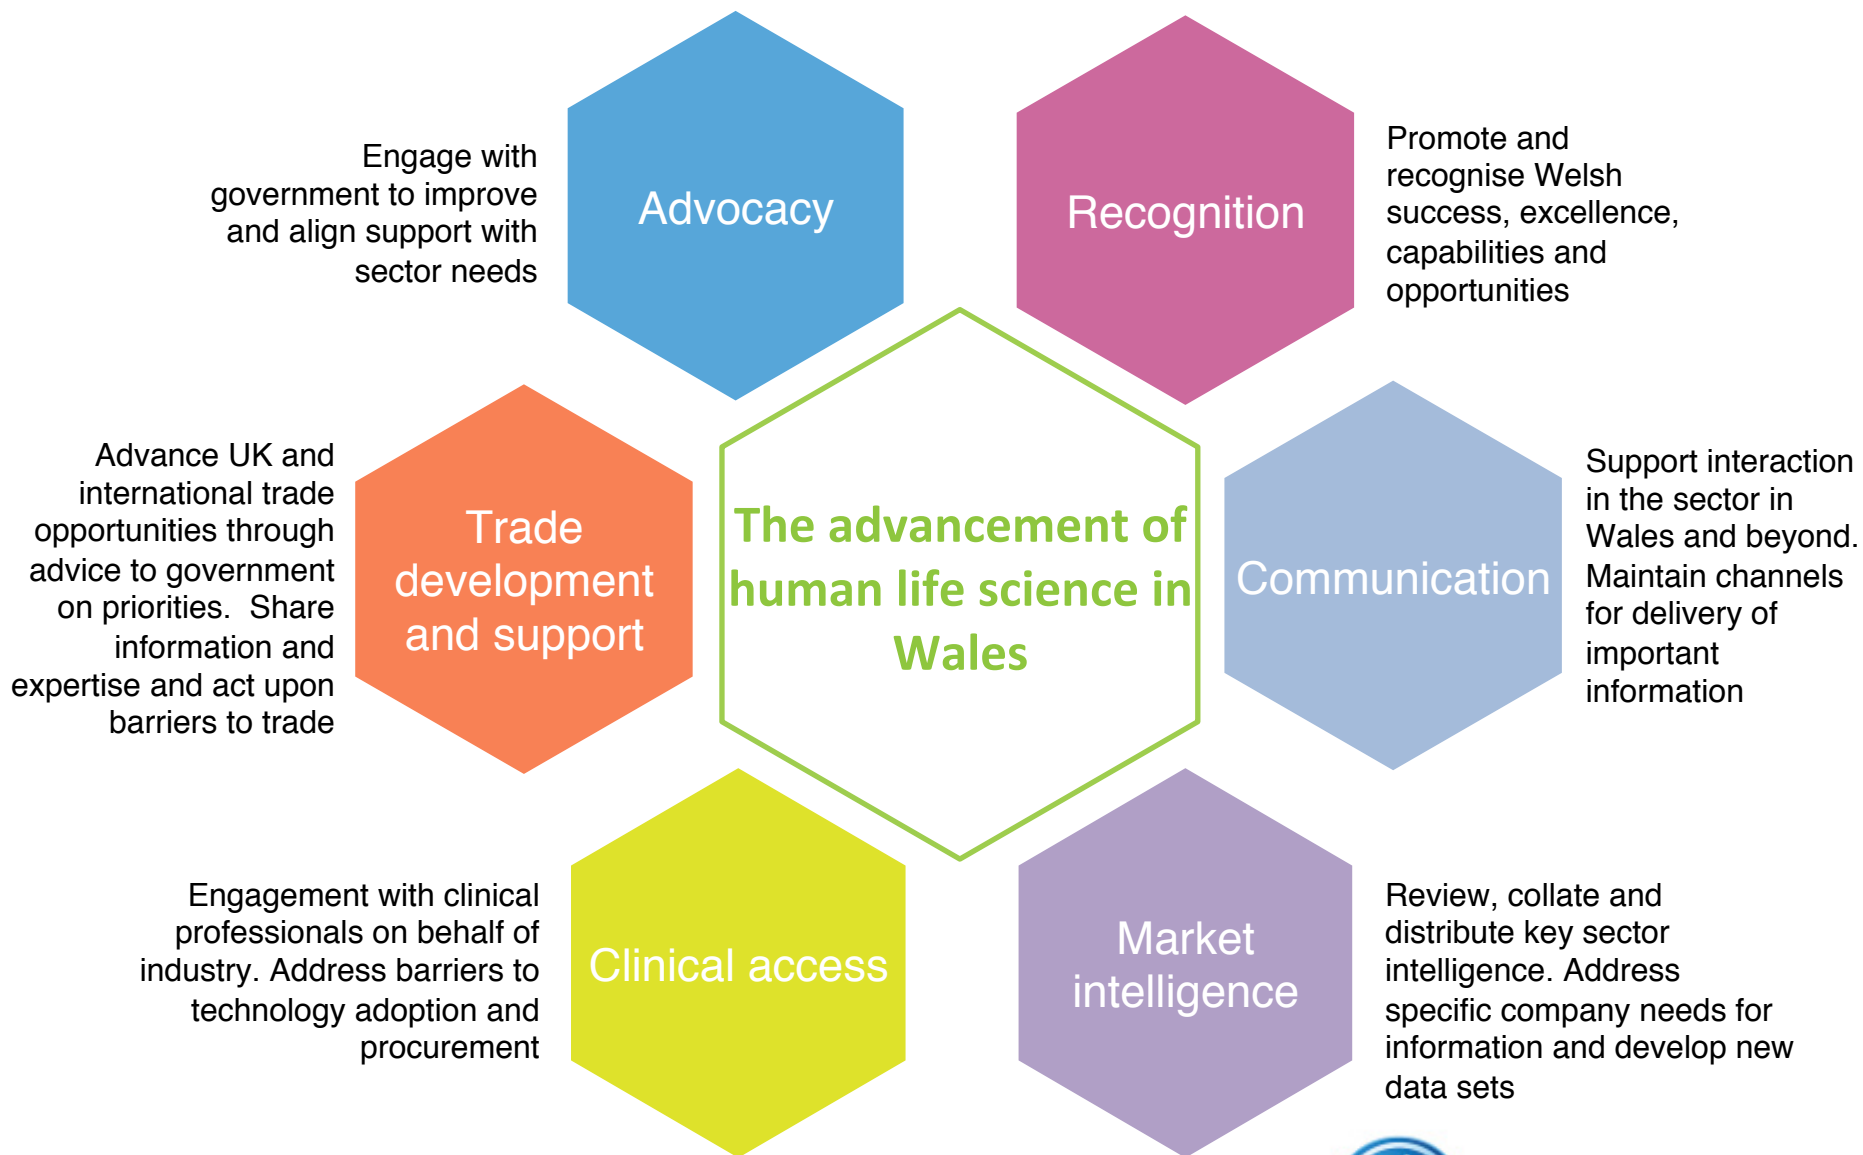 Engage with
government to improve
and align support with
sector needs
Advocacy
Recognition
Promote and
recognise Welsh
success, excellence,
capabilities and
opportunities
Advance UK and
international trade
opportunities through
advice to government
on priorities.  Share
information and
expertise and act upon
barriers to trade
Trade
development
and support
The advancement of
human life science in
Wales
Communication
Support interaction
in the sector in
Wales and beyond.
Maintain channels
for delivery of
important
information
Engagement with clinical
professionals on behalf of
industry. Address barriers to
technology adoption and
procurement
Clinical access
Market
intelligence
Review, collate and
distribute key sector
intelligence. Address
specific company needs for
information and develop new
data sets